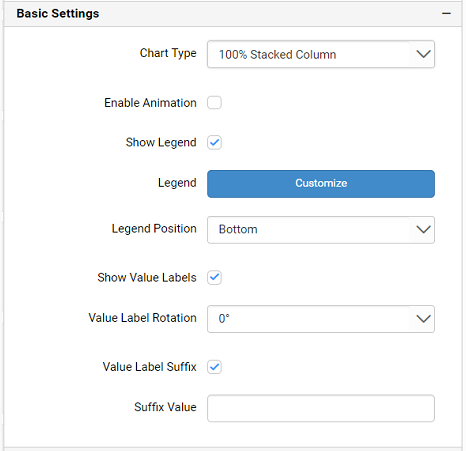 Basic Settings
Chart Type 100% Stacked Column
Enable Animation
Show Legend
Legend Customize
Legend Position Bottom
Show Value Labels
Value Label Rotation 0°
Value Label Suffix
Suffix Value